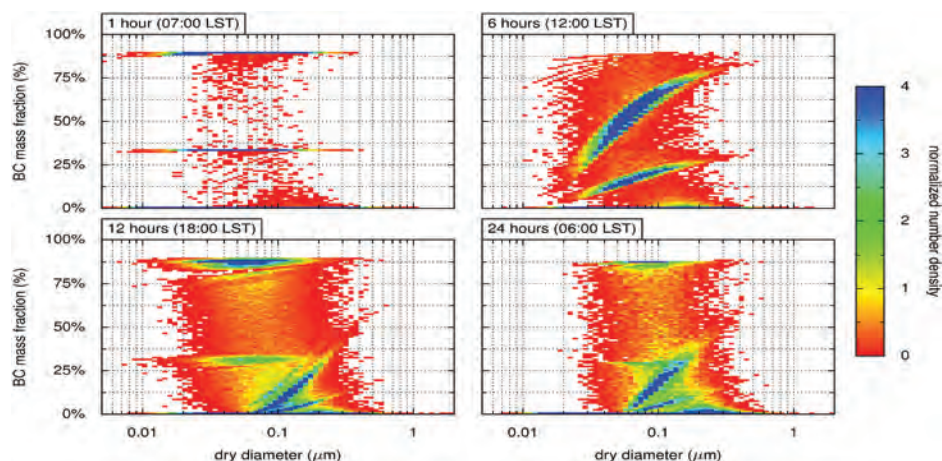 1 hour (07:00 LST)
6 hours (12:00 LST)
100%
75%
50%
25%
0%
BC mass fraction (%)
12 hours (18:00 LST)
24 hours (06:00 LST)
100%
75%
50%
25%
0%
BC mass fraction (%)
0.01 0.1 1
dry diameter (μm)
0.01 0.1 1
dry diameter (μm)
4
3
2
1
0
normalized number density